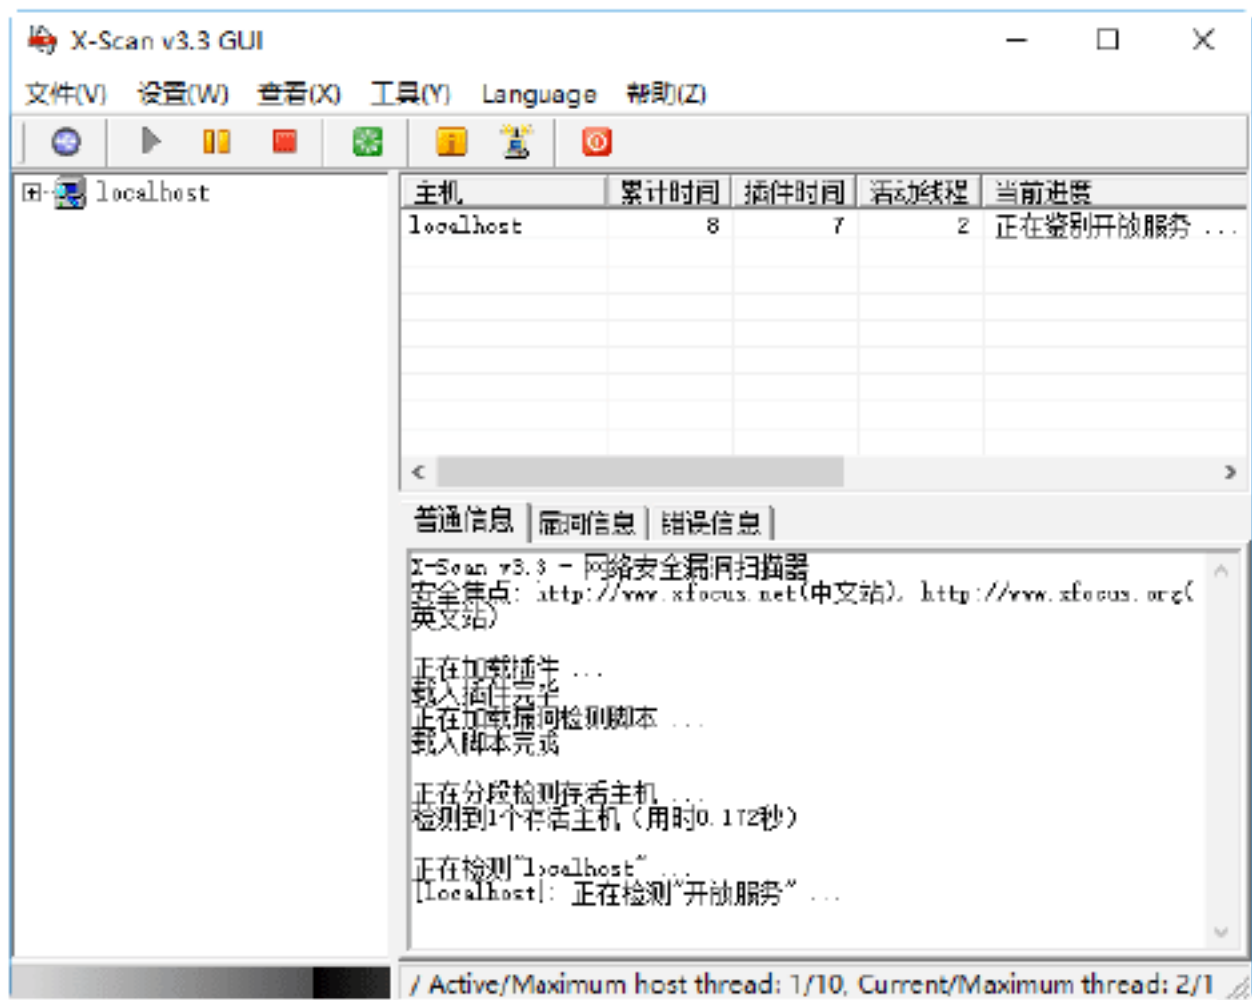 X-Scan v3.3 GUI
文件(V) 设置(W) 查看(X) 工具(Y) Language 帮助(Z)
localhost
主机 累计时间 插件时间 活动线程 当前进度
localhost 8 7 2 正在鉴别开放服务 ...
普通信息 漏洞信息 错误信息
X-Scan v3.3 - 网络安全漏洞扫描器
安全焦点: http://www.xfocus.net(中文站), http://www.xfocus.org(
英文站)
正在加载插件 ...
载入插件完毕
正在加载漏洞检测脚本 ...
载入脚本完成
正在分段检测存活主机 ...
检测到1个存活主机 (用时0.172秒)
正在检测"localhost" ...
[localhost]: 正在检测"开放服务" ...
/ Active/Maximum host thread: 1/10, Current/Maximum thread: 2/1